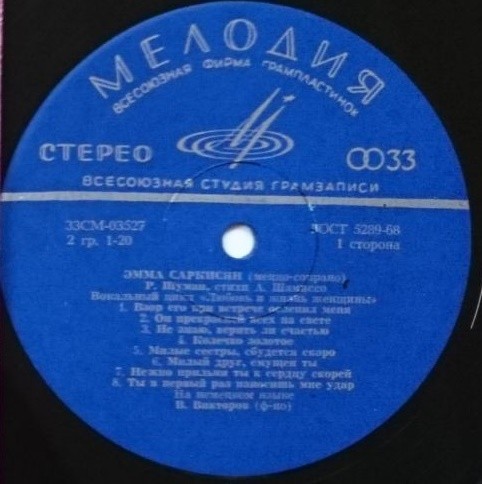 МЕЛОДИЯ
ВСЕСОЮЗНАЯ ФИРМА ГРАМПЛАСТИНОК
СТЕРЕО
33
ВСЕСОЮЗНАЯ СТУДИЯ ГРАМЗАПИСИ
33СМ-03527 ГОСТ 5289-68
2 гр. 1-20 1 сторона
ЭММА САРКИСЯН (меццо-сопрано)
Р. Шуман, стихи А. Шамиссо
Вокальный цикл «Любовь и жизнь женщины»
1. Взор его при встрече ослепил меня
2. Он прекрасней всех на свете
3. Не знаю, верить ли счастью
4. Колечко золотое
5. Милые сестры, сбудется скоро
6. Милый друг, смущен ты
7. Нежно прильни ты к сердцу скорей
8. Ты в первый раз наносишь мне удар
На немецком языке
В. Викторов (ф-но)